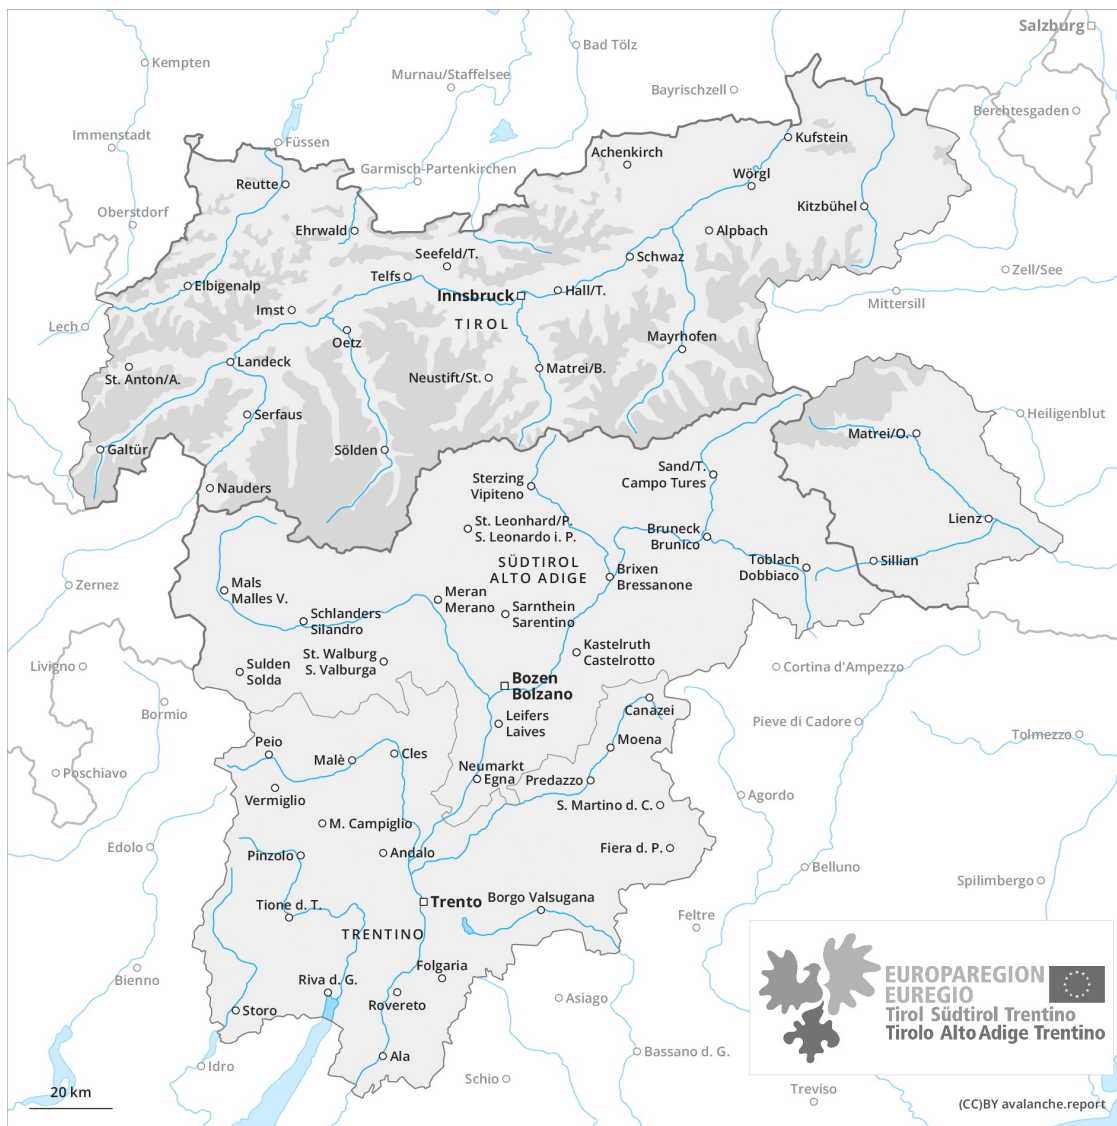 Salzburg
Bad Tölz
Kempten
Murnau/Staffelsee
Bayrischzell
Berchtesgaden
Immenstadt
Füssen
Kufstein
Achenkirch
Garmisch-Partenkirchen
Wörgl
Reutte
Kitzbühel
Oberstdorf
Ehrwald
Alpbach
Seefeld/T.
Schwaz
Zell/See
Telfs
Elbigenalp
Hall/T.
Innsbruck
Mittersill
Imst
TIROL
Lech
Oetz
Mayrhofen
Landeck
Matrei/B.
St. Anton/A.
Neustift/St.
Serfaus
Heiligenblut
Matrei/O.
Galtür
Sölden
Sand/T.
Campo Tures
Sterzing
Vipiteno
Nauders
Lienz
St. Leonhard/P.
S. Leonardo i. P.
Bruneck
Brunico
SÜDTIROL
ALTO ADIGE
Toblach
Dobbiaco
Sillian
Brixen
Bressanone
Zernez
Mals
Malles V.
Meran
Merano
Sarnthein
Sarentino
Schlanders
Silandro
Kastelruth
Castelrotto
St. Walburg
S. Valburga
Livigno
Sulden
Solda
Cortina d'Ampezzo
Bozen
Bolzano
Bormio
Canazei
Leifers
Laives
Pieve di Cadore
Tolmezzo
Moena
Peio
Cles
Malè
Poschiavo
Neumarkt
Egna
Predazzo
Vermiglio
Agordo
S. Martino d. C.
M. Campiglio
Edolo
Pinzolo
Andalo
Fiera d. P.
Belluno
Spilimbergo
Trento
Borgo Valsugana
Tione d. T.
Feltre
TRENTINO
Folgaria
Bienno
Riva d. G.
Rovereto
Asiago
Storo
EUROPAREGION
EUREGIO
Tirol Südtirol Trentino
Tirolo Alto Adige Trentino
Ala
Bassano d. G.
Idro
Schio
Treviso
20 km
(CC)BY avalanche.report